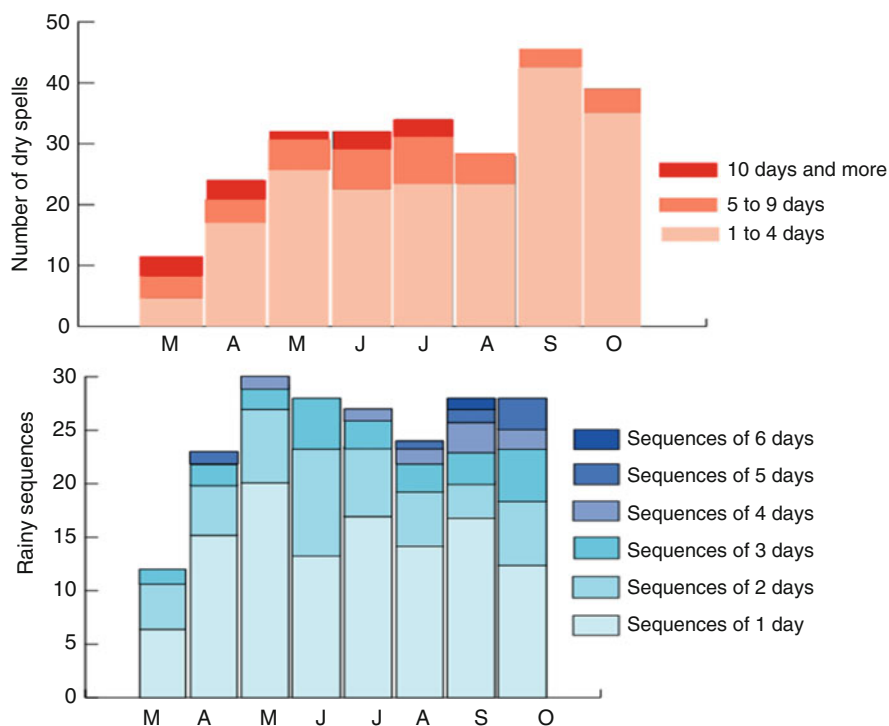 Number of dry spells
50
40
30
20
10
0
M A M J J A S O
10 days and more
5 to 9 days
1 to 4 days
Rainy sequences
30
25
20
15
10
5
0
M A M J J A S O
Sequences of 6 days
Sequences of 5 days
Sequences of 4 days
Sequences of 3 days
Sequences of 2 days
Sequences of 1 day